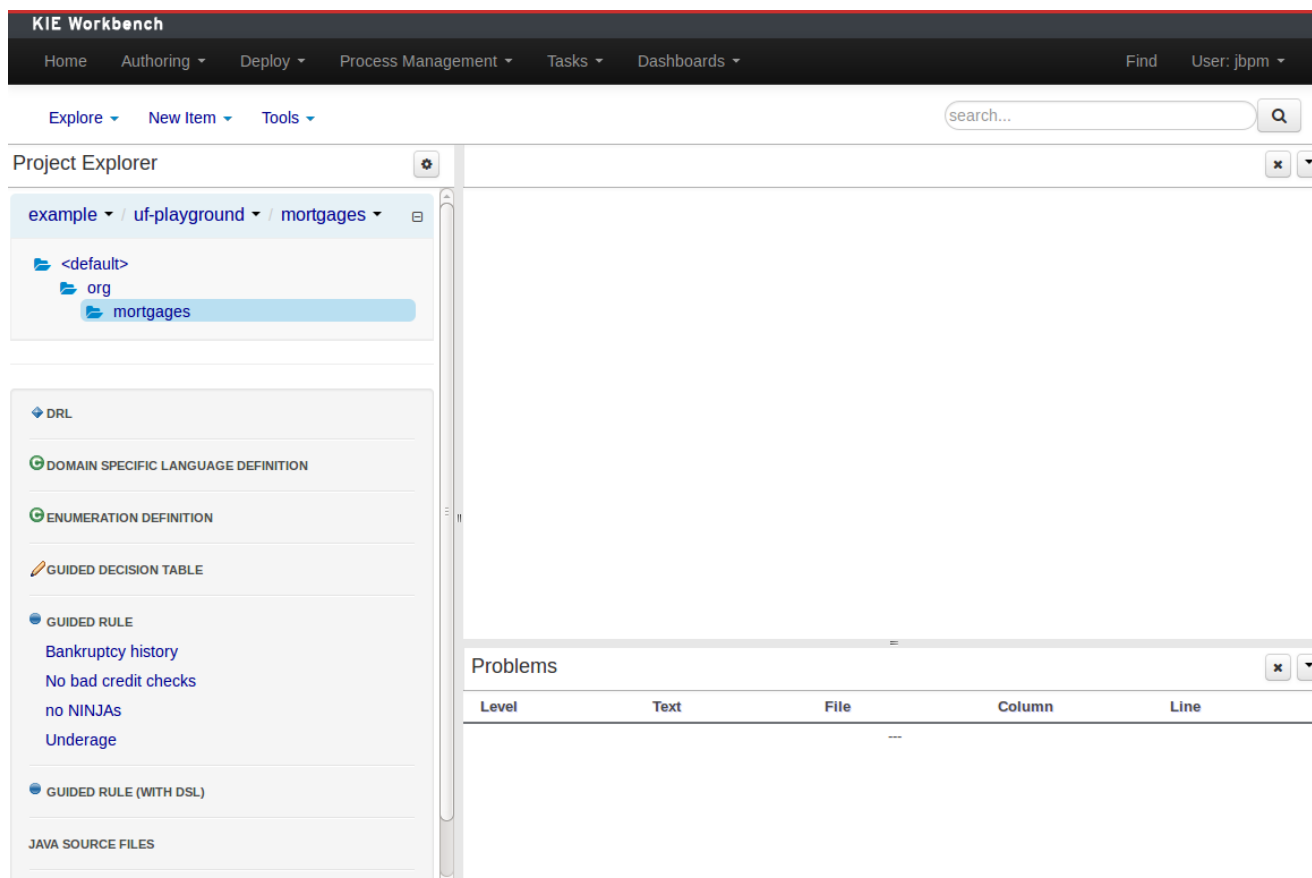 KIE Workbench
Home Authoring Deploy Process Management Tasks Dashboards Find User: jbpm
Explore New Item Tools search...
Project Explorer
example / uf-playground / mortgages
<default>
org
mortgages
DRL
DOMAIN SPECIFIC LANGUAGE DEFINITION
ENUMERATION DEFINITION
GUIDED DECISION TABLE
GUIDED RULE
Bankruptcy history
No bad credit checks
no NINJAs
Underage
GUIDED RULE (WITH DSL)
JAVA SOURCE FILES
Problems
Level Text File Column Line
---